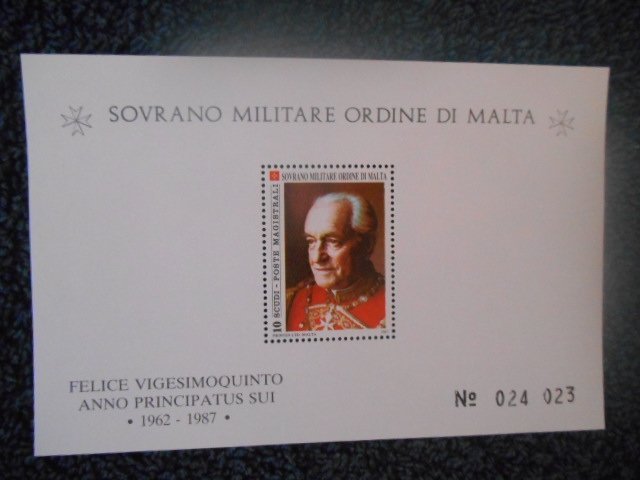 SOVRANO MILITARE ORDINE DI MALTA
SOVRANO MILITARE ORDINE DI MALTA
10 SCUDI - POSTE MAGISTRALI
FELICE VIGESIMOQUINTO
ANNO PRINCIPATUS SUI
• 1962 - 1987 •
Nº 024 023